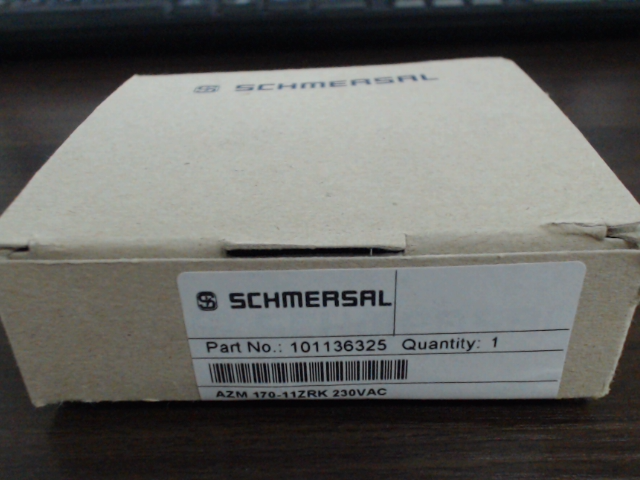 SCHMERSAL
SCHMERSAL
Part No.: 101136325 Quantity: 1
AZM 170-11ZRK 230VAC